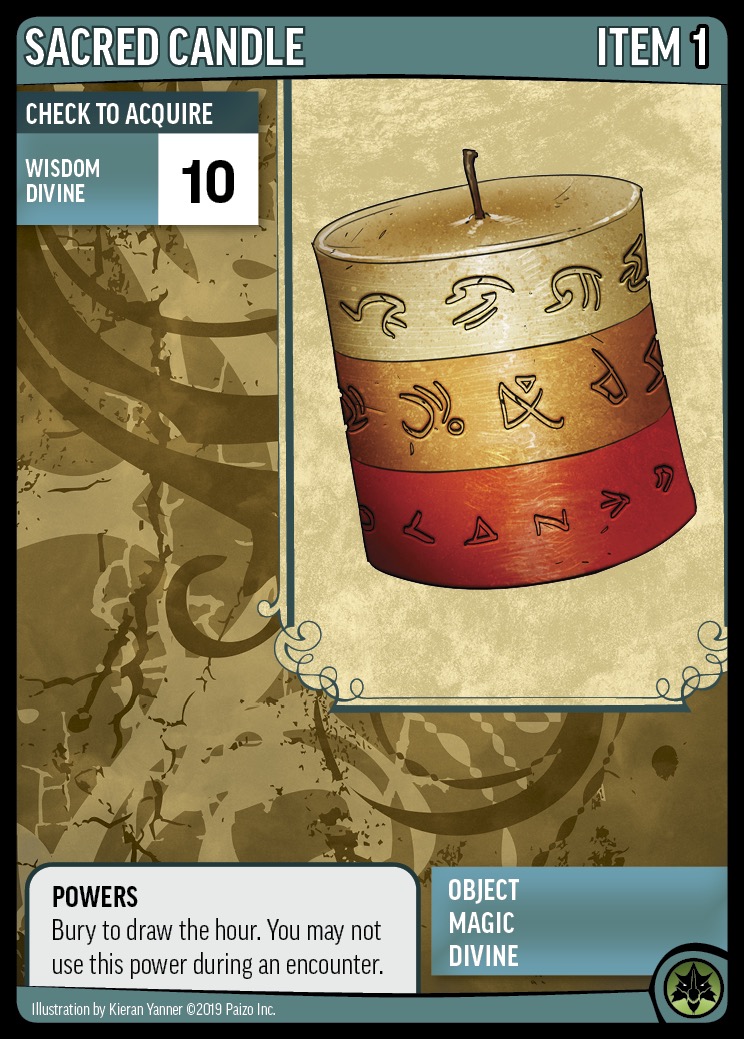 SACRED CANDLE
ITEM 1
CHECK TO ACQUIRE
WISDOM
DIVINE
10
POWERS
Bury to draw the hour. You may not
use this power during an encounter.
OBJECT
MAGIC
DIVINE
Illustration by Kieran Yanner ©2019 Paizo Inc.